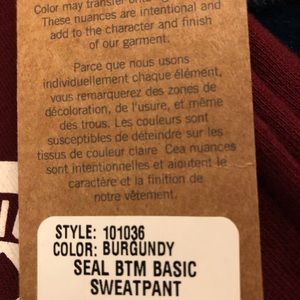 Color may transfer onto
These nuances are intentional and
add to the character and finish
of our garment.
Parce que nous usons
individuellement chaque élément,
vous remarquerez des zones de
décoloration, de l'usure, et même
des trous. Les couleurs sont
susceptibles de déteindre sur les
tissus de couleur claire. Cea nuances
sont intentionnelles et ajoutent le
caractère et la finition de
notre vêtement.
STYLE: 101036
COLOR: BURGUNDY
SEAL BTM BASIC
SWEATPANT